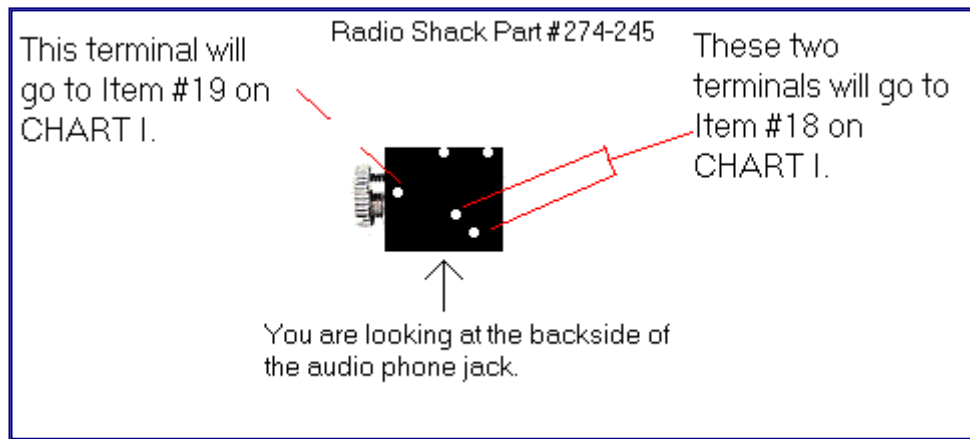 Radio Shack Part #274-245
This terminal will
go to Item #19 on
CHART I.
These two
terminals will go to
Item #18 on
CHART I.
You are looking at the backside of
the audio phone jack.